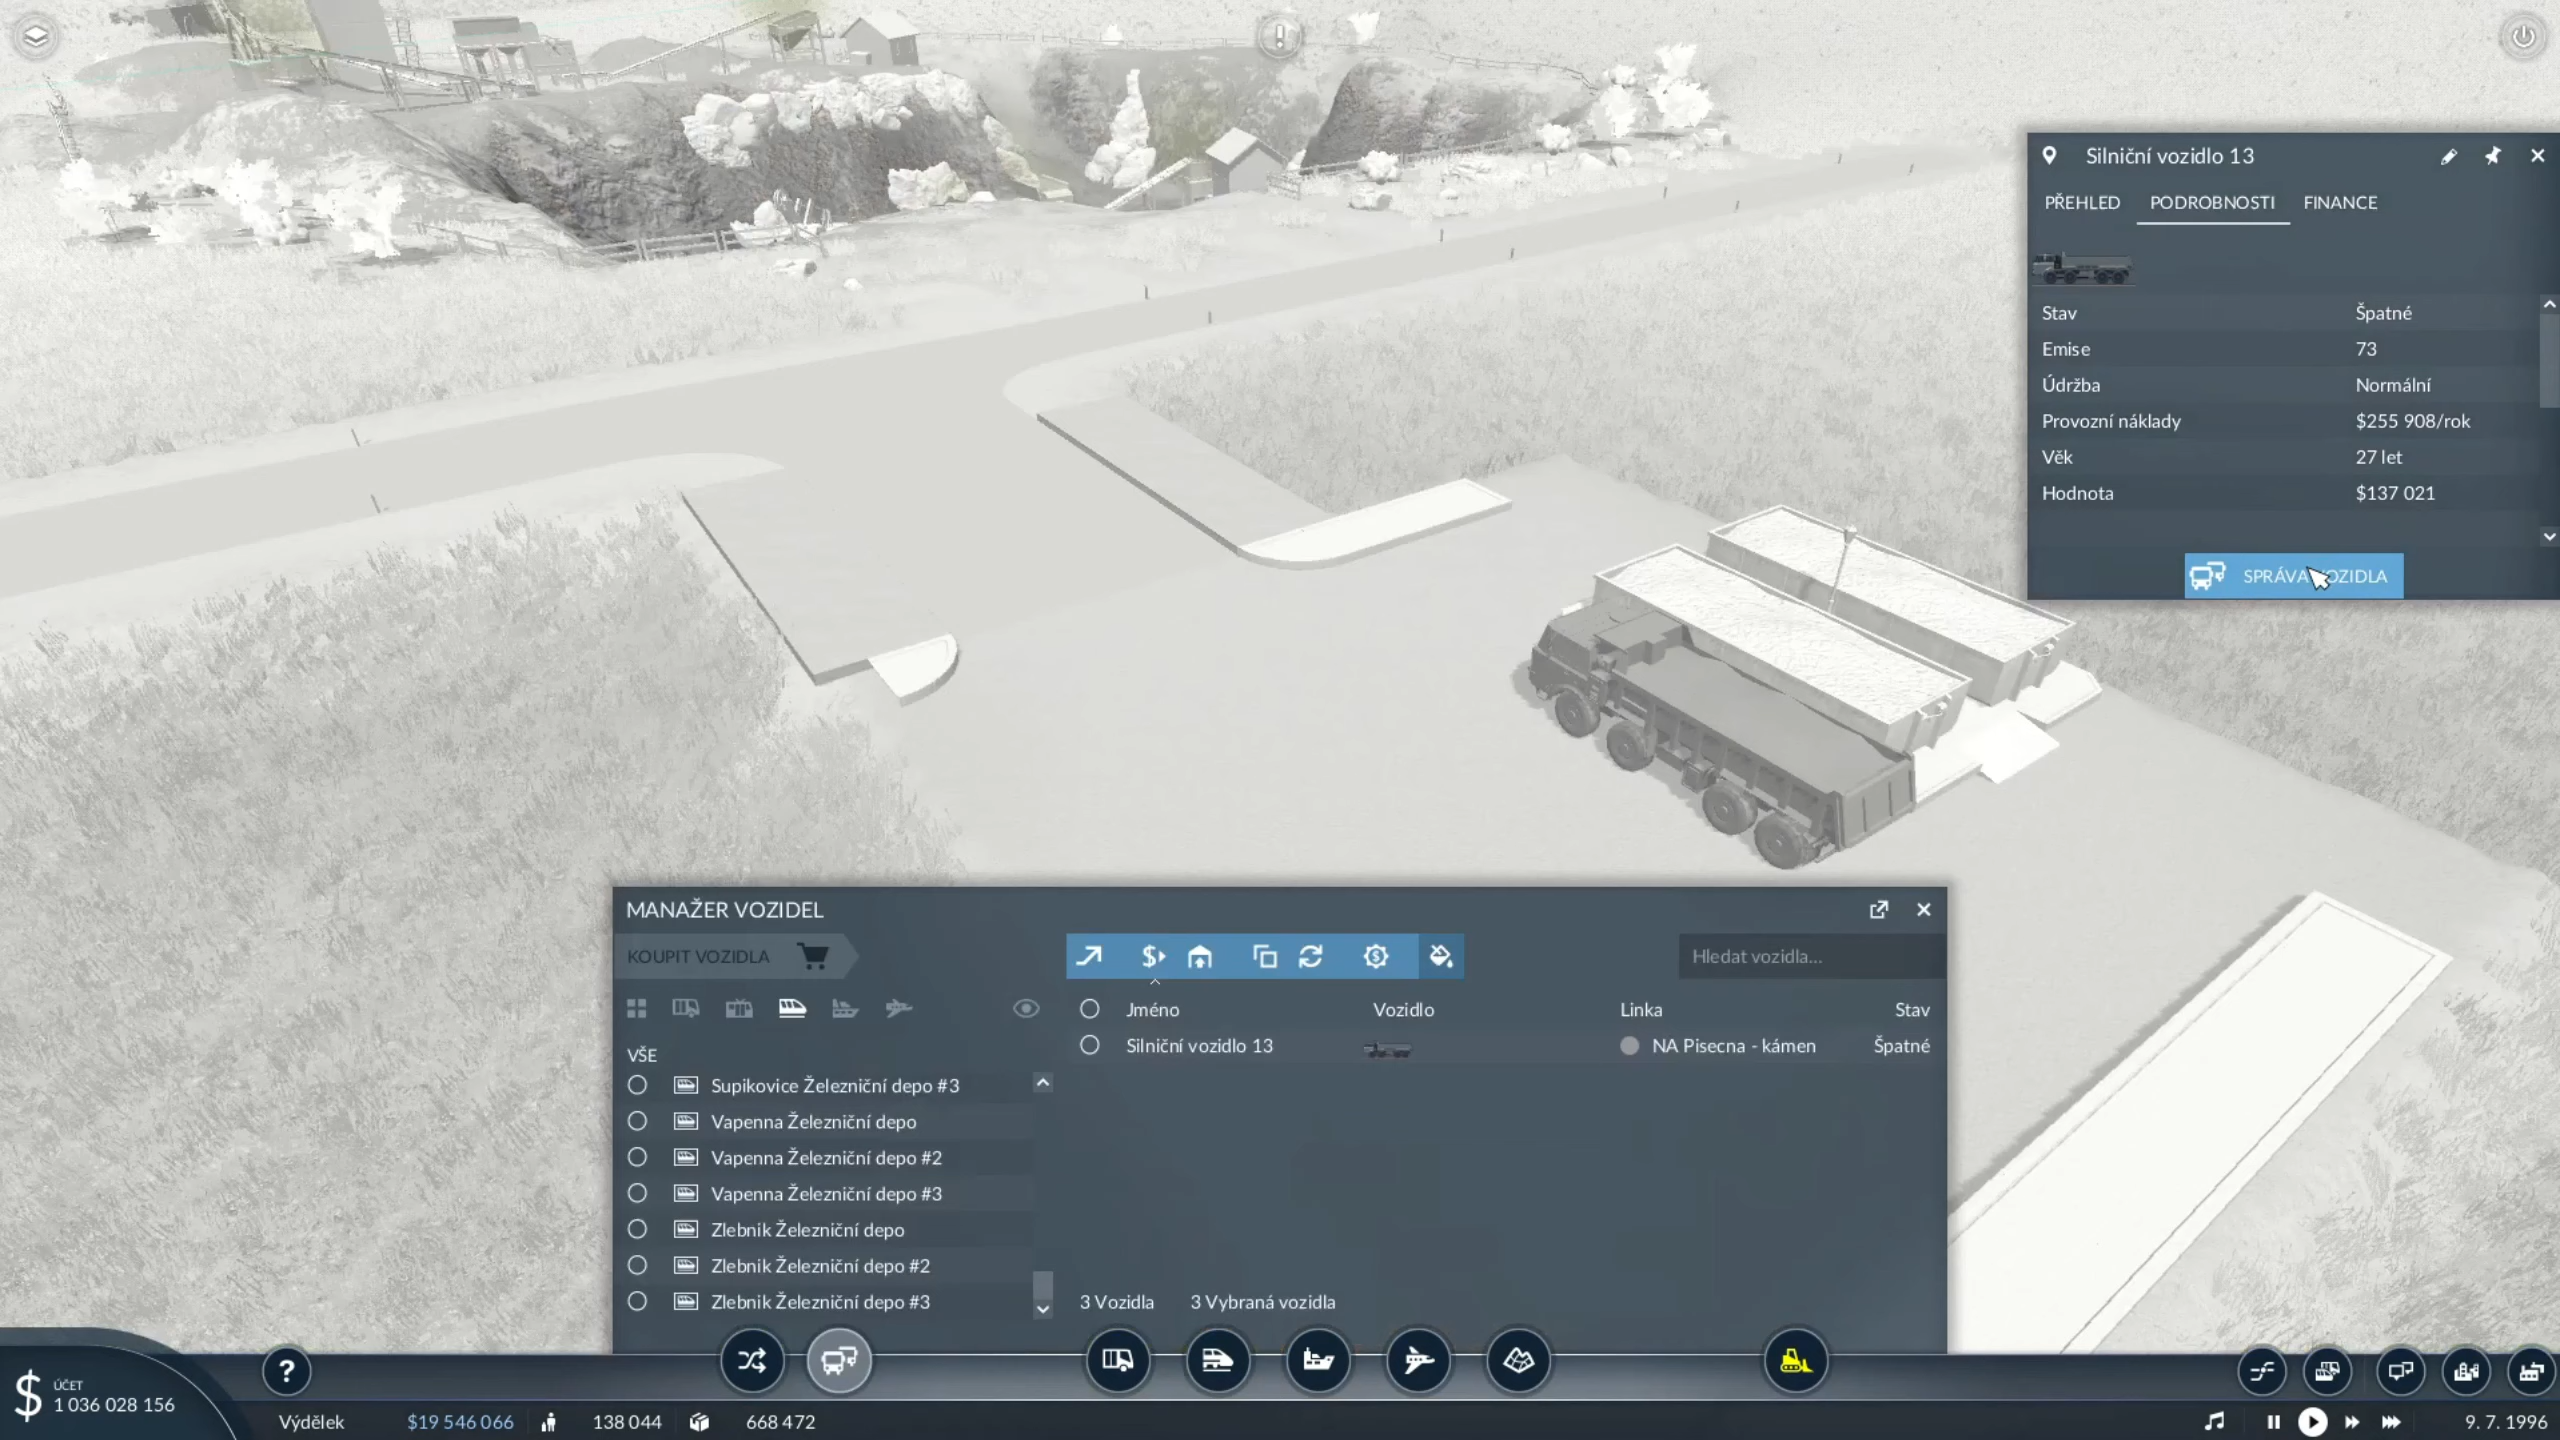 Silniční vozidlo 13
PŘEHLED PODROBNOSTI FINANCE
Stav Špatné
Emise 73
Údržba Normální
Provozní náklady $255 908/rok
Věk 27 let
Hodnota $137 021
MANAŽER VOZIDEL
KOUPIT VOZIDLA
Hledat vozidla...
VŠE
Supikovice Železniční depo #3
Vapenna Železniční depo
Vapenna Železniční depo #2
Vapenna Železniční depo #3
Zlebnik Železniční depo
Zlebnik Železniční depo #2
Zlebnik Železniční depo #3
Jméno Vozidlo Linka Stav
Silniční vozidlo 13 NA Pisecna - kámen Špatné
3 Vozidla 3 Vybraná vozidla
ÚČET
1 036 028 156
Výdělek $19 546 066 138 044 668 472
9. 7. 1996